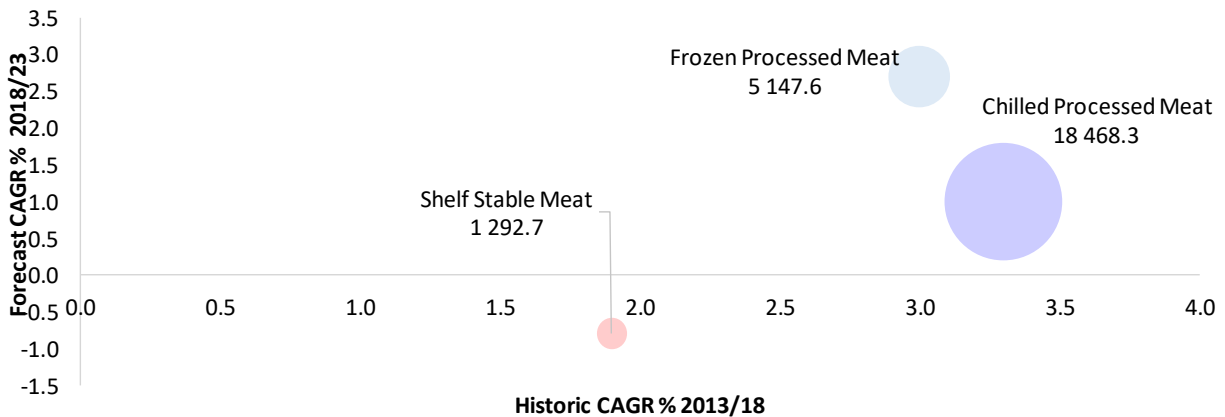 3.5
3.0
2.5
2.0
1.5
1.0
0.5
0.0
-0.5
-1.0
-1.5
Forecast CAGR % 2018/23
Frozen Processed Meat
5 147.6
Chilled Processed Meat
18 468.3
Shelf Stable Meat
1 292.7
0.0 0.5 1.0 1.5 2.0 2.5 3.0 3.5 4.0
Historic CAGR % 2013/18